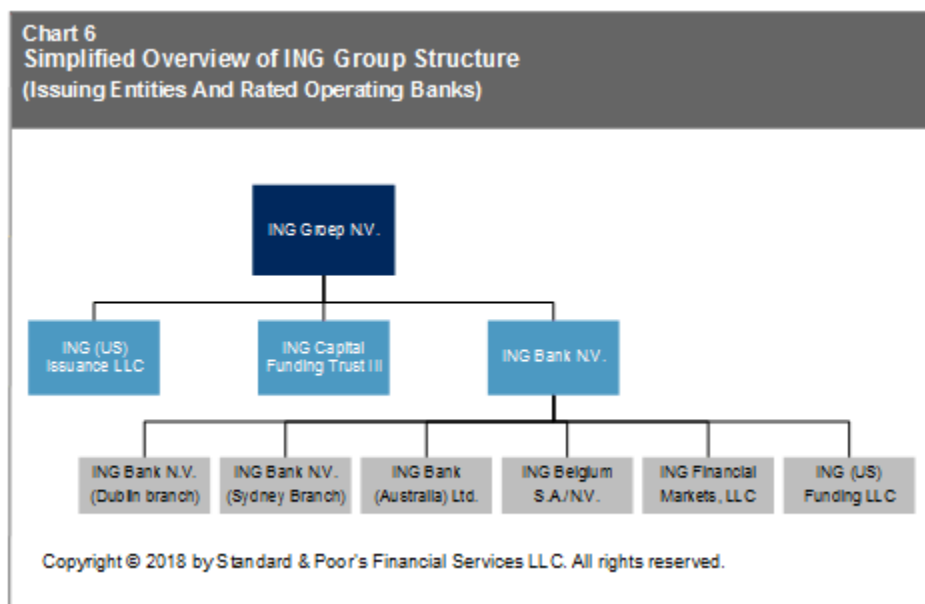 Chart 6
Simplified Overview of ING Group Structure
(Issuing Entities And Rated Operating Banks)
ING Groep N.V.
ING (US)
Issuance LLC
ING Capital
Funding Trust III
ING Bank N.V.
ING Bank N.V.
(Dublin branch)
ING Bank N.V.
(Sydney Branch)
ING Bank
(Australia) Ltd.
ING Belgium
S.A./N.V.
ING Financial
Markets, LLC
ING (US)
Funding LLC
Copyright © 2018 by Standard & Poor's Financial Services LLC. All rights reserved.